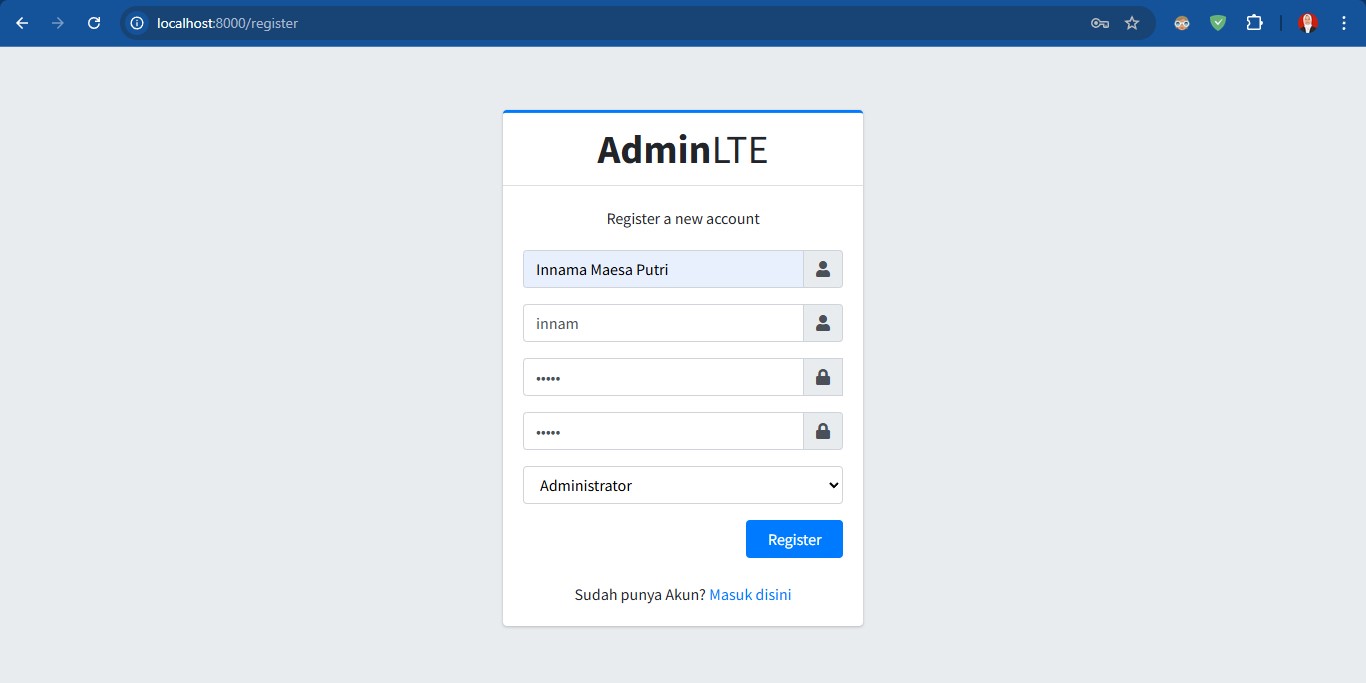 localhost:8000/register
AdminLTE
Register a new account
Innama Maesa Putri
innam
•••••
•••••
Administrator
Register
Sudah punya Akun? Masuk disini